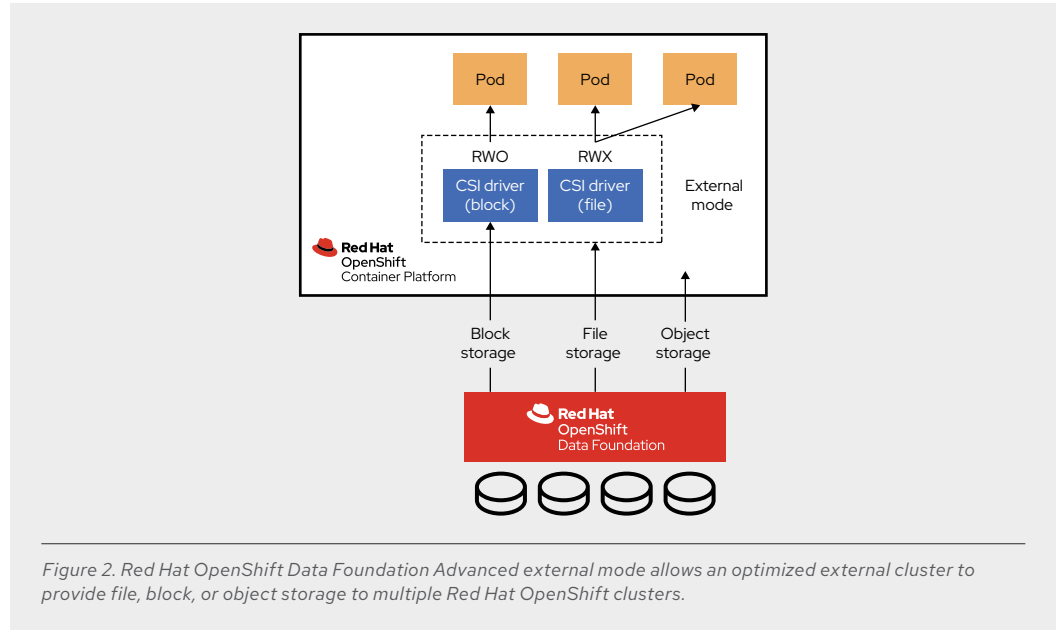 Pod Pod Pod
RWO RWX
CSI driver
(block)
CSI driver
(file)
External
mode
Red Hat
OpenShift
Container Platform
Block
storage
File
storage
Object
storage
Red Hat
OpenShift
Data Foundation
Figure 2. Red Hat OpenShift Data Foundation Advanced external mode allows an optimized external cluster to
provide file, block, or object storage to multiple Red Hat OpenShift clusters.